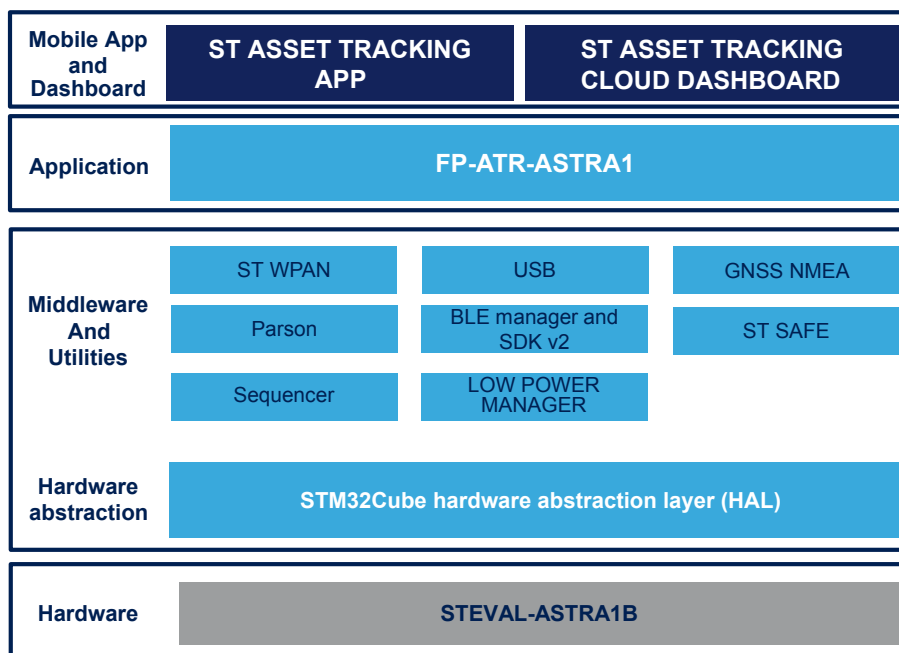 Mobile App
and
Dashboard
ST ASSET TRACKING
APP
ST ASSET TRACKING
CLOUD DASHBOARD
Application
FP-ATR-ASTRA1
Middleware
And
Utilities
ST WPAN
USB
GNSS NMEA
Parson
BLE manager and
SDK v2
ST SAFE
Sequencer
LOW POWER
MANAGER
Hardware
abstraction
STM32Cube hardware abstraction layer (HAL)
Hardware
STEVAL-ASTRA1B